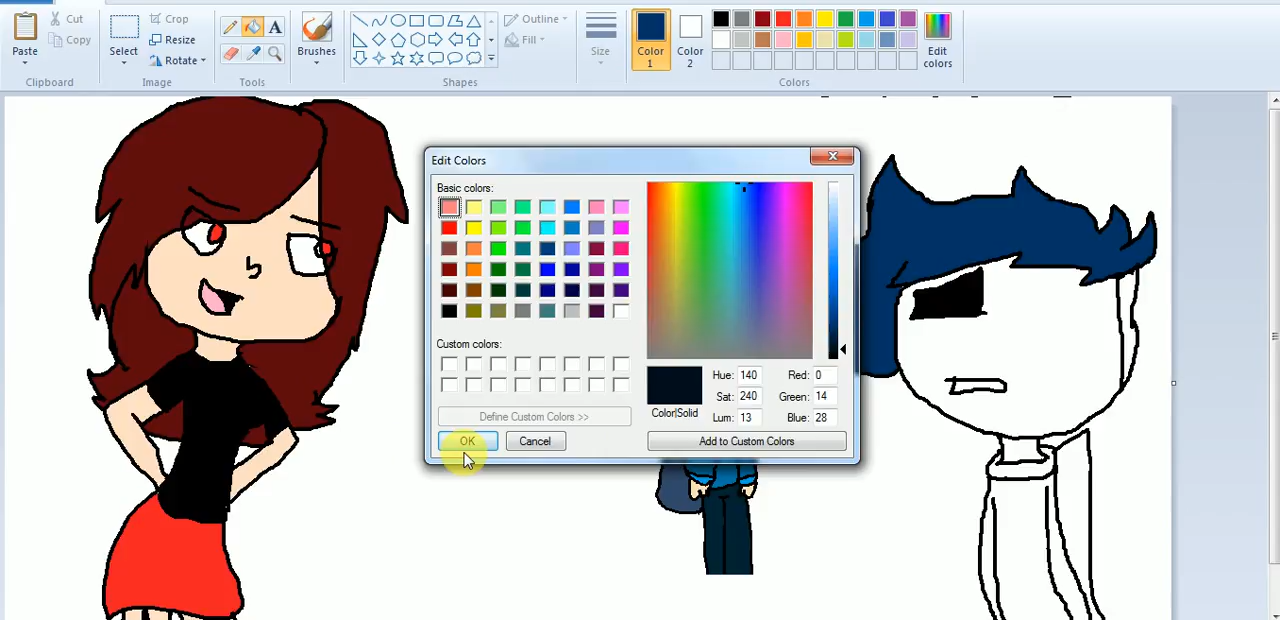 Cut
Copy
Paste
Clipboard
Select
Crop
Resize
Rotate
Image
A
Tools
Brushes
Outline
Fill
Shapes
Size
Color
1
Color
2
Edit
colors
Colors
Edit Colors
Basic colors:
Custom colors:
Define Custom Colors >>
OK
Cancel
Color|Solid
Hue: 140
Sat: 240
Lum: 13
Red: 0
Green: 14
Blue: 28
Add to Custom Colors